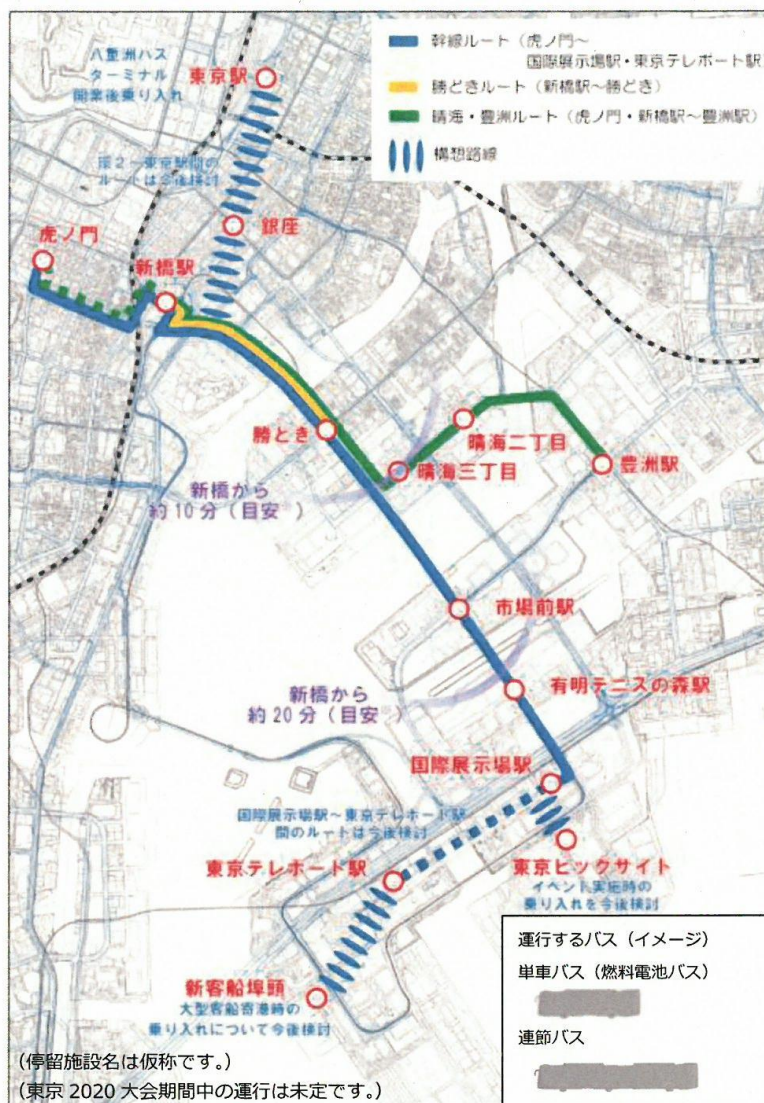 幹線ルート（虎ノ門～
国際展示場駅・東京テレポート駅）
勝どきルート（新橋駅～勝どき）
晴海・豊洲ルート（虎ノ門・新橋駅～豊洲駅）
構想路線
八重洲バス
ターミナル
開業後乗り入れ
東京駅
環２～東京駅間の
ルートは今後検討
銀座
虎ノ門
新橋駅
勝どき
晴海二丁目
晴海三丁目
豊洲駅
新橋から
約10分（目安）
市場前駅
有明テニスの森駅
新橋から
約20分（目安）
国際展示場駅
国際展示場駅～東京テレポート駅
間のルートは今後検討
東京テレポート駅
東京ビックサイト
イベント実施時の
乗り入れを今後検討
新客船埠頭
大型客船寄港時の
乗り入れについて今後検討
運行するバス（イメージ）
単車バス（燃料電池バス）
連節バス
（停留施設名は仮称です。）
（東京 2020 大会期間中の運行は未定です。）